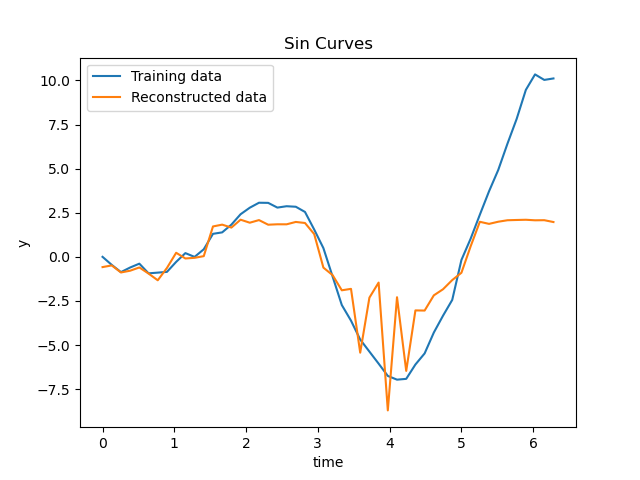 Sin Curves
Training data
Reconstructed data
10.0
7.5
5.0
2.5
0.0
−2.5
−5.0
−7.5
y
0 1 2 3 4 5 6
time